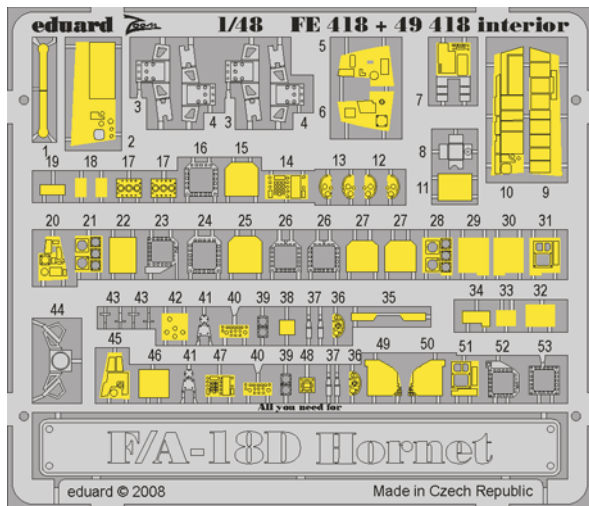 eduard Zoom 1/48 FE 418 + 49 418 interior
1 2 3 4 3 4 5 6 7 8 11 10 9
19 18 17 17 16 15 14 13 12
20 21 22 23 24 25 26 26 27 27 28 29 30 31
44 43 43 42 41 40 39 38 37 36 35 34 33 32
45 46 41 47 40 39 48 37 36 49 50 51 52 53
All you need for
F/A-18D Hornet
eduard © 2008 Made in Czech Republic